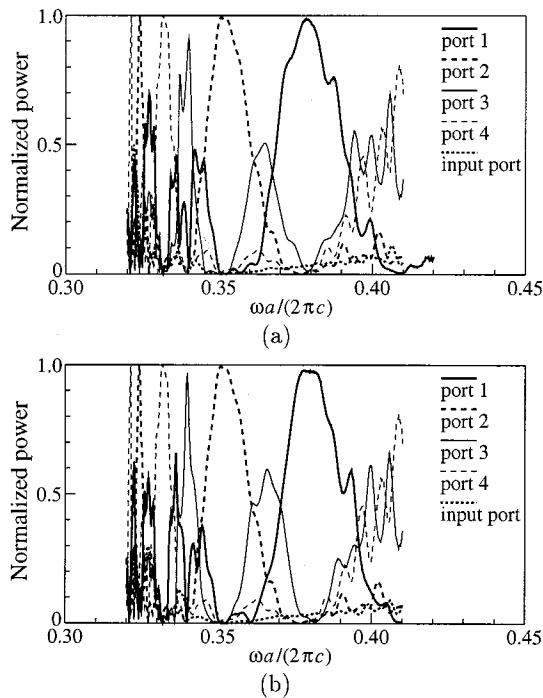 Normalized power
1.0
0.5
0
port 1
port 2
port 3
port 4
input port
0.30
0.35
0.40
0.45
ωa/(2πc)
(a)
Normalized power
1.0
0.5
0
port 1
port 2
port 3
port 4
input port
0.30
0.35
0.40
0.45
ωa/(2πc)
(b)